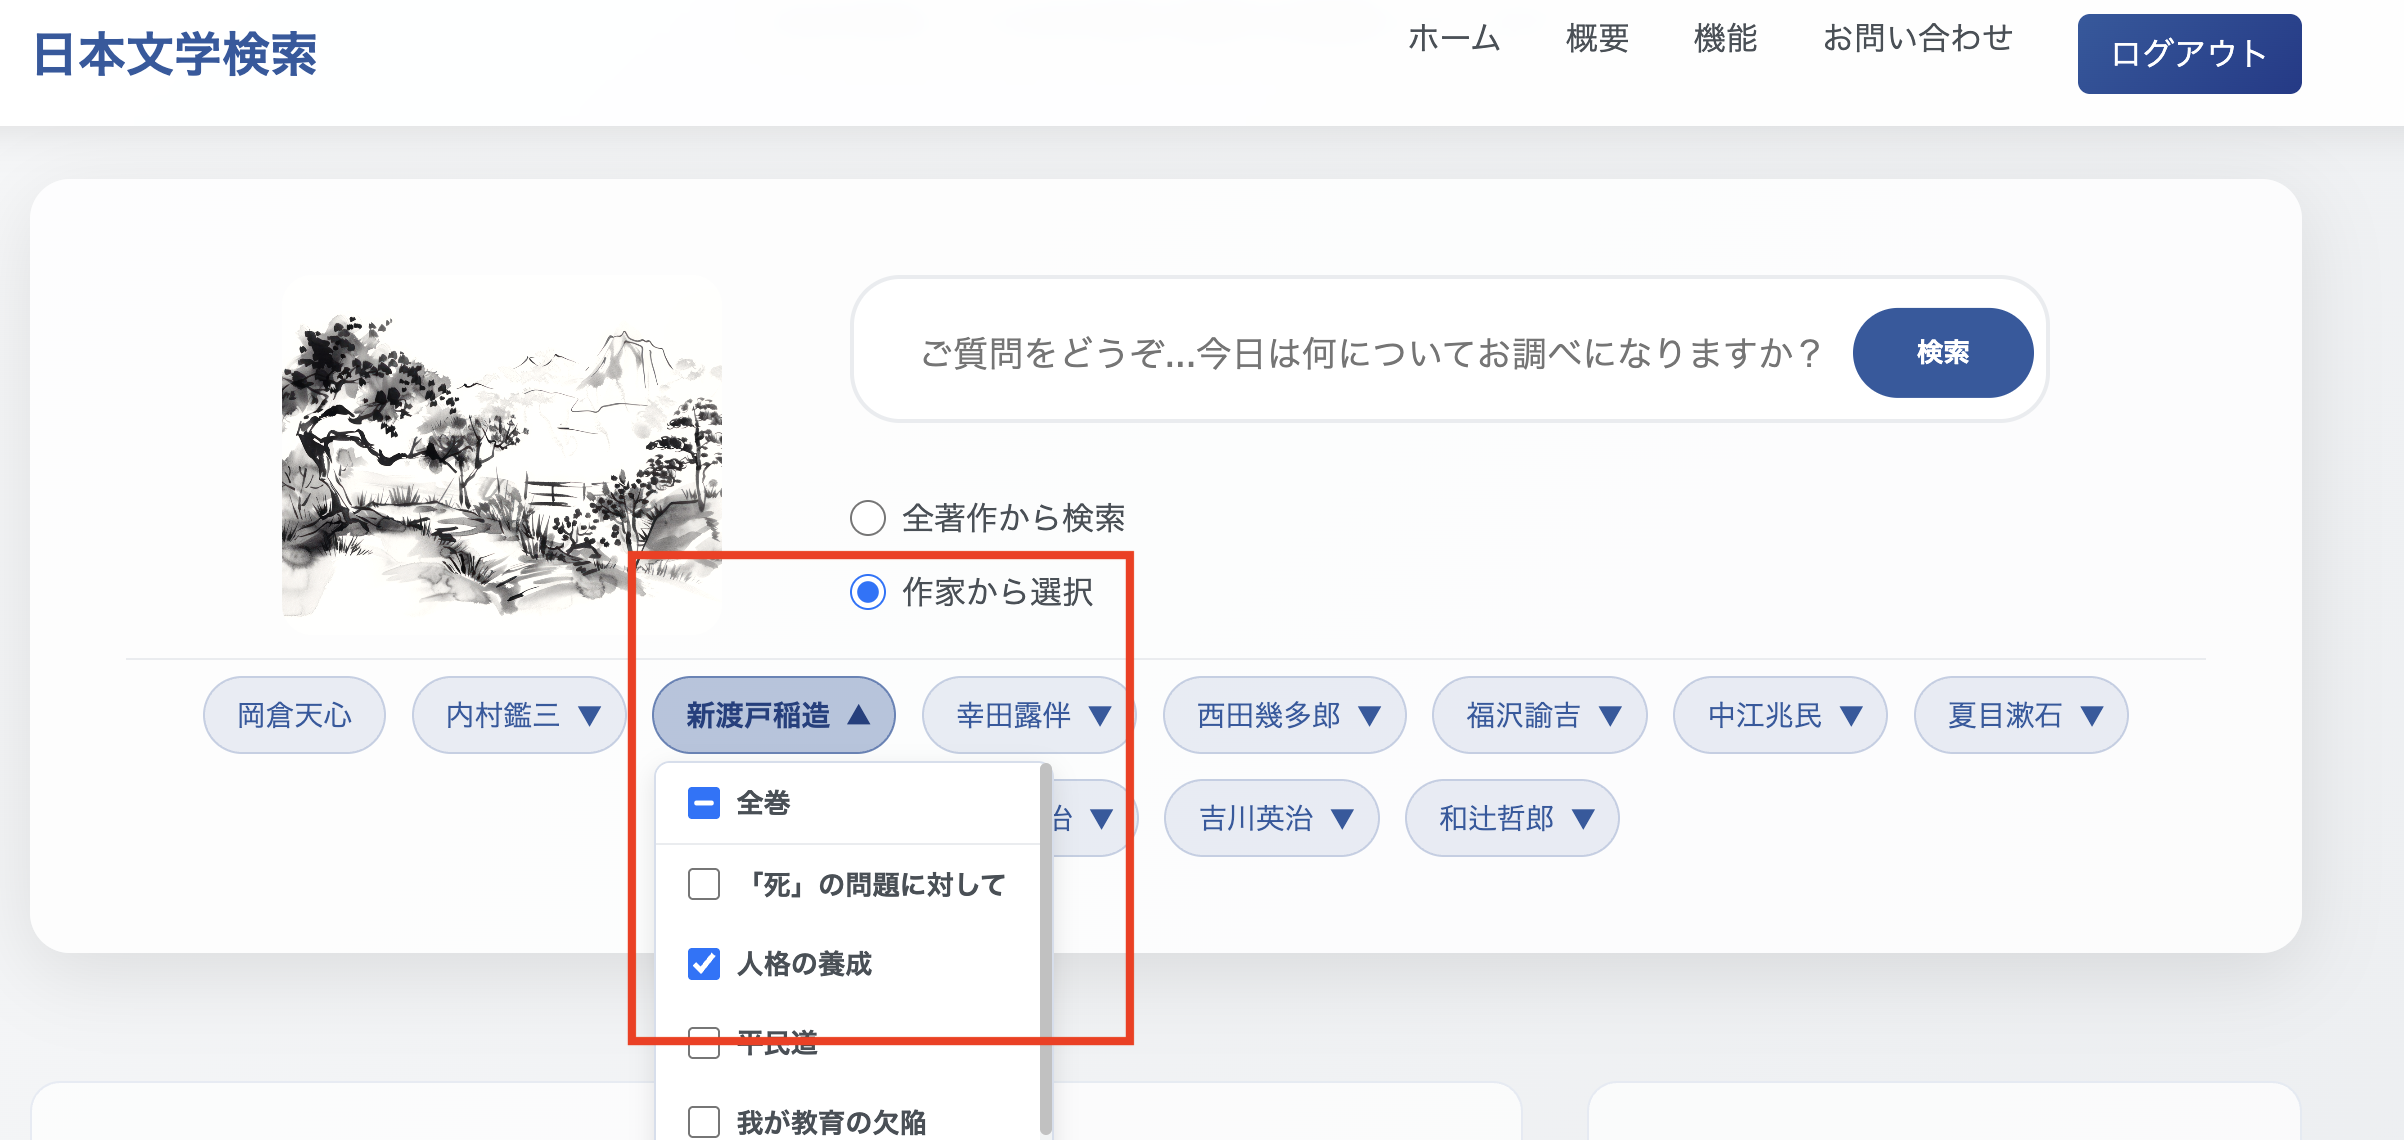 日本文学検索
ホーム 概要 機能 お問い合わせ ログアウト
ご質問をどうぞ...今日は何についてお調べになりますか？ 検索
全著作から検索
作家から選択
岡倉天心 内村鑑三 ▼ 新渡戸稲造 ▲ 幸田露伴 ▼ 西田幾多郎 ▼ 福沢諭吉 ▼ 中江兆民 ▼ 夏目漱石 ▼
治 ▼ 吉川英治 ▼ 和辻哲郎 ▼
全巻
「死」の問題に対して
人格の養成
平民道
我が教育の欠陥